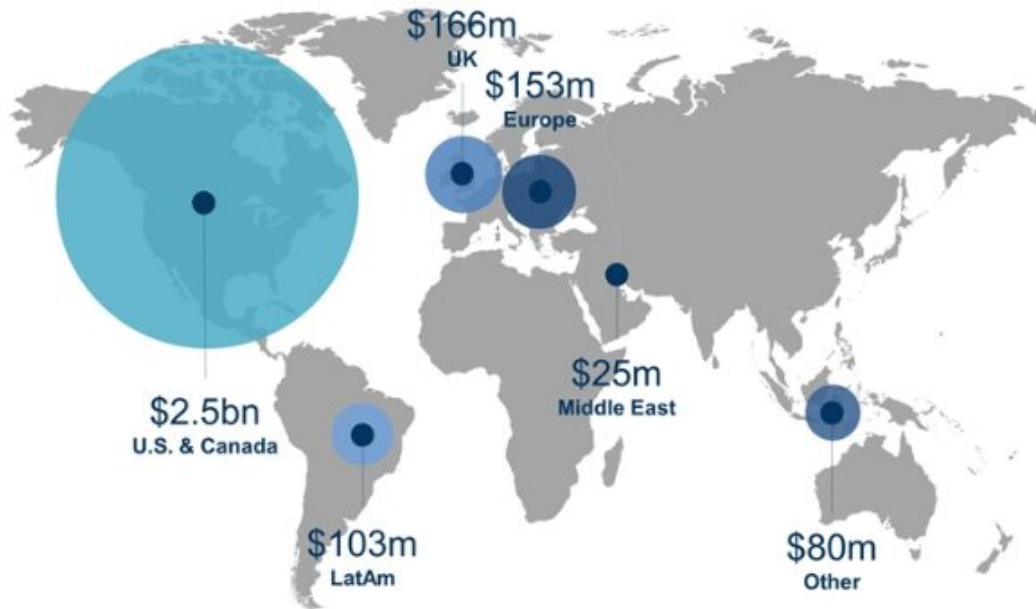 $166m
UK
$153m
Europe
$25m
Middle East
$2.5bn
U.S. & Canada
$103m
LatAm
$80m
Other